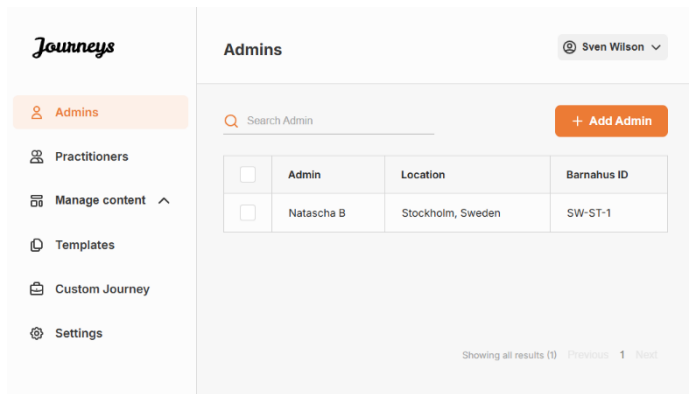 Journeys
Admins
Sven Wilson
Admins
Practitioners
Manage content
Templates
Custom Journey
Settings
Search Admin
+ Add Admin
Admin Location Barnahus ID
Natascha B Stockholm, Sweden SW-ST-1
Showing all results (1) Previous 1 Next